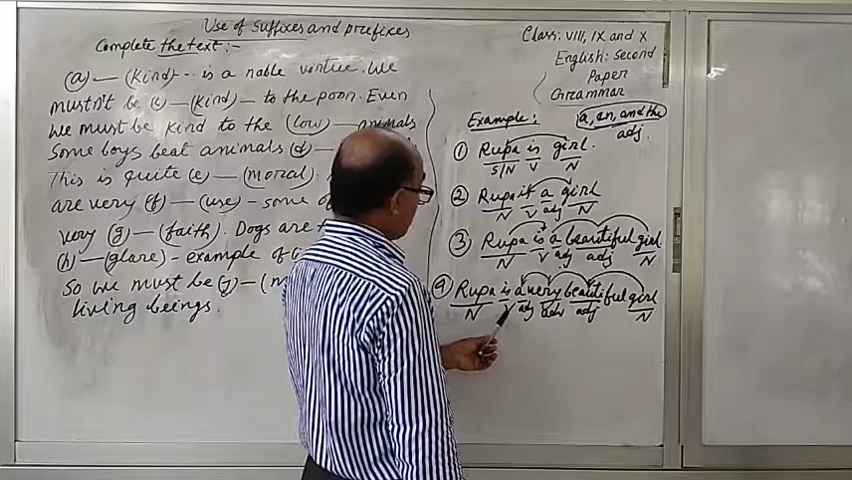 Use of Suffixes and prefixes
Complete the text:-
(a) — (Kind) - is a noble virtue. We
mustn't be (c) — (Kind) — to the poor. Even
We must be kind to the (low) — animals
Some boys beat animals (d) —
This is quite (e) — (moral)
are very (f) — (use) - some
very (g) — (faith). Dogs are
(h) — (glare) - example of
So we must be (j) — (
living beings.
Class: VIII, IX and X
English: Second
Paper
Grammar
Example: a, an, and the
adj.
① Rupa is girl.
S/N V N
② Rupa is a girl
N V adj N
③ Rupa is a beautiful girl
N V adj adj N
④ Rupa is a very beautiful girl
N V adj adv adj N